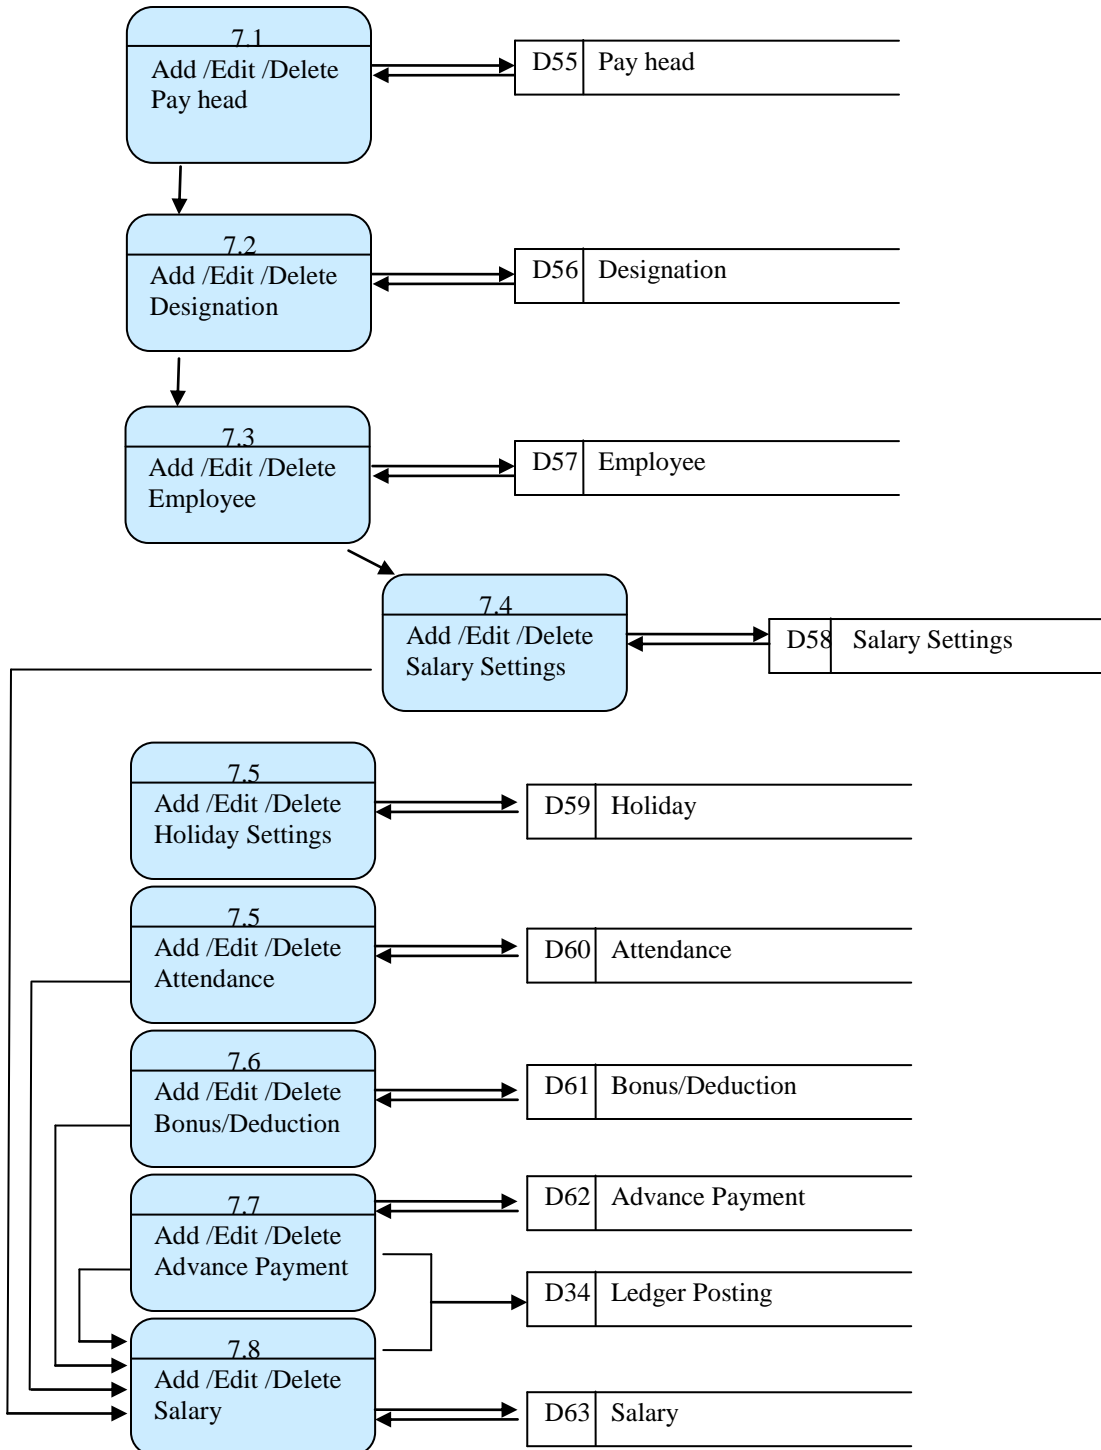 7.1
Add /Edit /Delete
Pay head
D55 Pay head
7.2
Add /Edit /Delete
Designation
D56 Designation
7.3
Add /Edit /Delete
Employee
D57 Employee
7.4
Add /Edit /Delete
Salary Settings
D58 Salary Settings
7.5
Add /Edit /Delete
Holiday Settings
D59 Holiday
7.5
Add /Edit /Delete
Attendance
D60 Attendance
7.6
Add /Edit /Delete
Bonus/Deduction
D61 Bonus/Deduction
7.7
Add /Edit /Delete
Advance Payment
D62 Advance Payment
D34 Ledger Posting
7.8
Add /Edit /Delete
Salary
D63 Salary